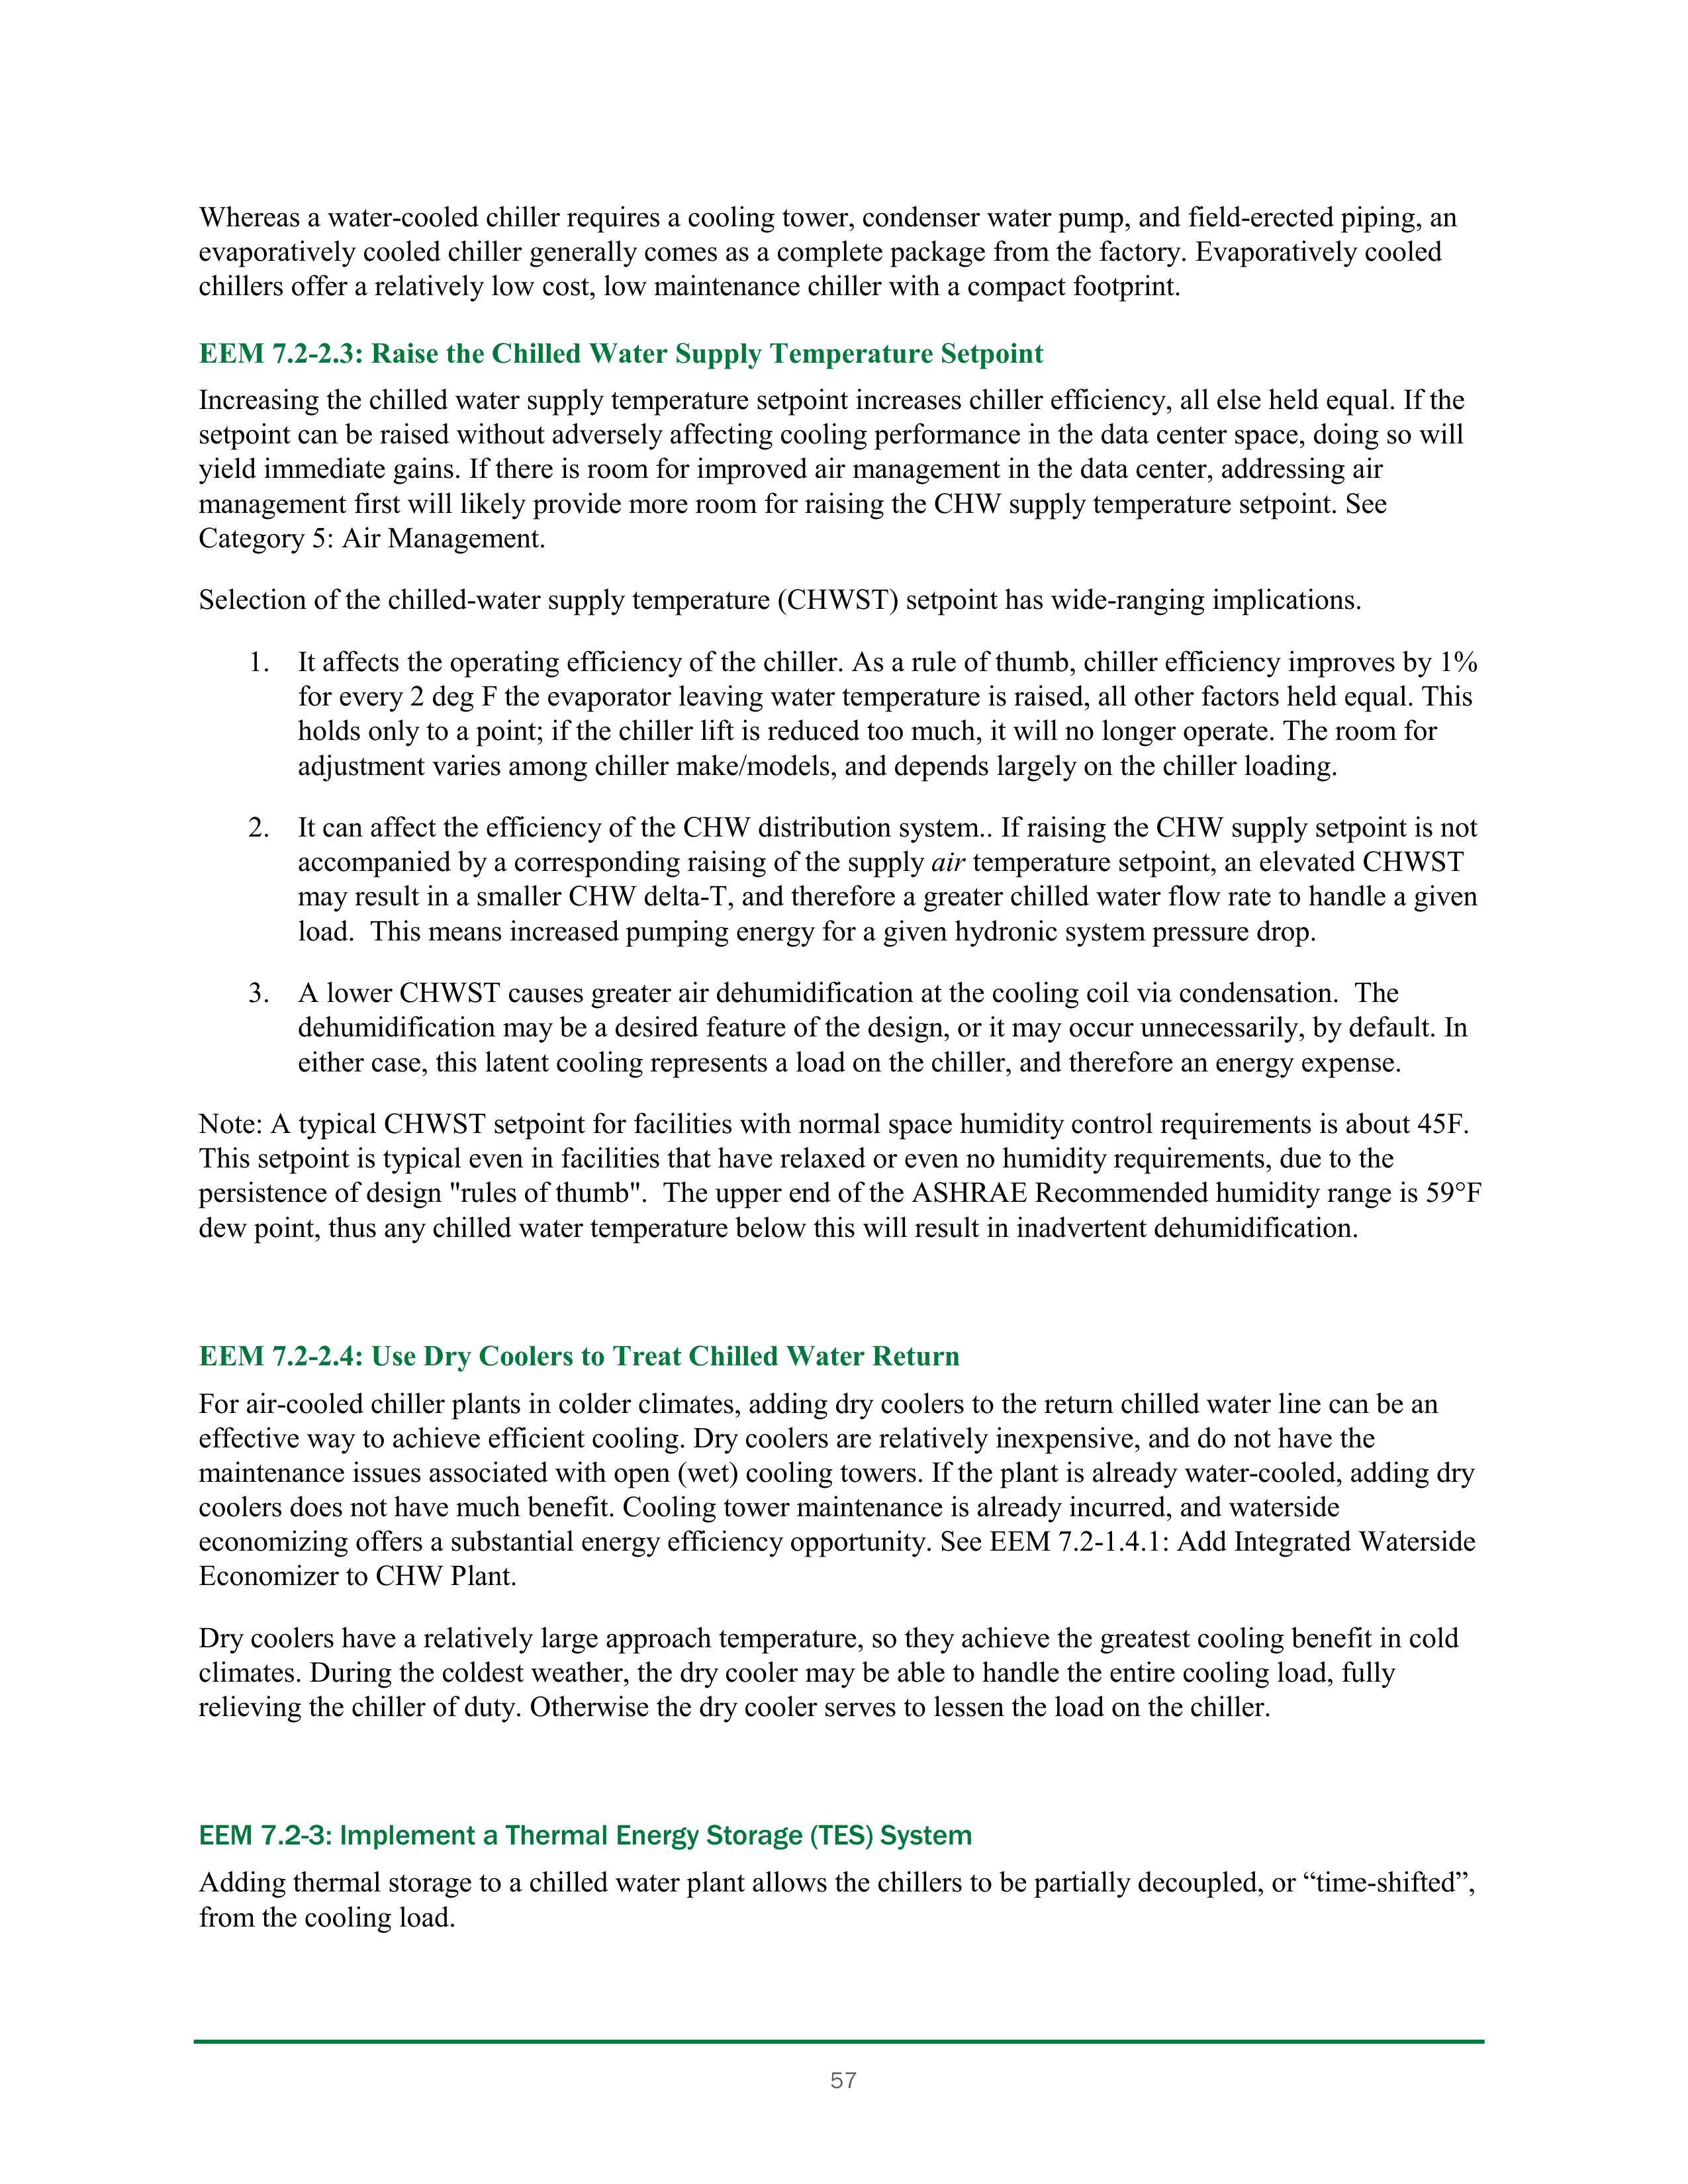 Whereas a water-cooled chiller requires a cooling tower, condenser water pump, and field-erected piping, an
evaporatively cooled chiller generally comes as a complete package from the factory. Evaporatively cooled
chillers offer a relatively low cost, low maintenance chiller with a compact footprint.
EEM 7.2-2.3: Raise the Chilled Water Supply Temperature Setpoint
Increasing the chilled water supply temperature setpoint increases chiller efficiency, all else held equal. If the
setpoint can be raised without adversely affecting cooling performance in the data center space, doing so will
yield immediate gains. If there is room for improved air management in the data center, addressing air
management first will likely provide more room for raising the CHW supply temperature setpoint. See
Category 5: Air Management.
Selection of the chilled-water supply temperature (CHWST) setpoint has wide-ranging implications.
1. It affects the operating efficiency of the chiller. As a rule of thumb, chiller efficiency improves by 1%
for every 2 deg F the evaporator leaving water temperature is raised, all other factors held equal. This
holds only to a point; if the chiller lift is reduced too much, it will no longer operate. The room for
adjustment varies among chiller make/models, and depends largely on the chiller loading.
2. It can affect the efficiency of the CHW distribution system.. If raising the CHW supply setpoint is not
accompanied by a corresponding raising of the supply air temperature setpoint, an elevated CHWST
may result in a smaller CHW delta-T, and therefore a greater chilled water flow rate to handle a given
load.  This means increased pumping energy for a given hydronic system pressure drop.
3. A lower CHWST causes greater air dehumidification at the cooling coil via condensation.  The
dehumidification may be a desired feature of the design, or it may occur unnecessarily, by default. In
either case, this latent cooling represents a load on the chiller, and therefore an energy expense.
Note: A typical CHWST setpoint for facilities with normal space humidity control requirements is about 45F.
This setpoint is typical even in facilities that have relaxed or even no humidity requirements, due to the
persistence of design "rules of thumb".  The upper end of the ASHRAE Recommended humidity range is 59°F
dew point, thus any chilled water temperature below this will result in inadvertent dehumidification.
EEM 7.2-2.4: Use Dry Coolers to Treat Chilled Water Return
For air-cooled chiller plants in colder climates, adding dry coolers to the return chilled water line can be an
effective way to achieve efficient cooling. Dry coolers are relatively inexpensive, and do not have the
maintenance issues associated with open (wet) cooling towers. If the plant is already water-cooled, adding dry
coolers does not have much benefit. Cooling tower maintenance is already incurred, and waterside
economizing offers a substantial energy efficiency opportunity. See EEM 7.2-1.4.1: Add Integrated Waterside
Economizer to CHW Plant.
Dry coolers have a relatively large approach temperature, so they achieve the greatest cooling benefit in cold
climates. During the coldest weather, the dry cooler may be able to handle the entire cooling load, fully
relieving the chiller of duty. Otherwise the dry cooler serves to lessen the load on the chiller.
EEM 7.2-3: Implement a Thermal Energy Storage (TES) System
Adding thermal storage to a chilled water plant allows the chillers to be partially decoupled, or “time-shifted”,
from the cooling load.
57